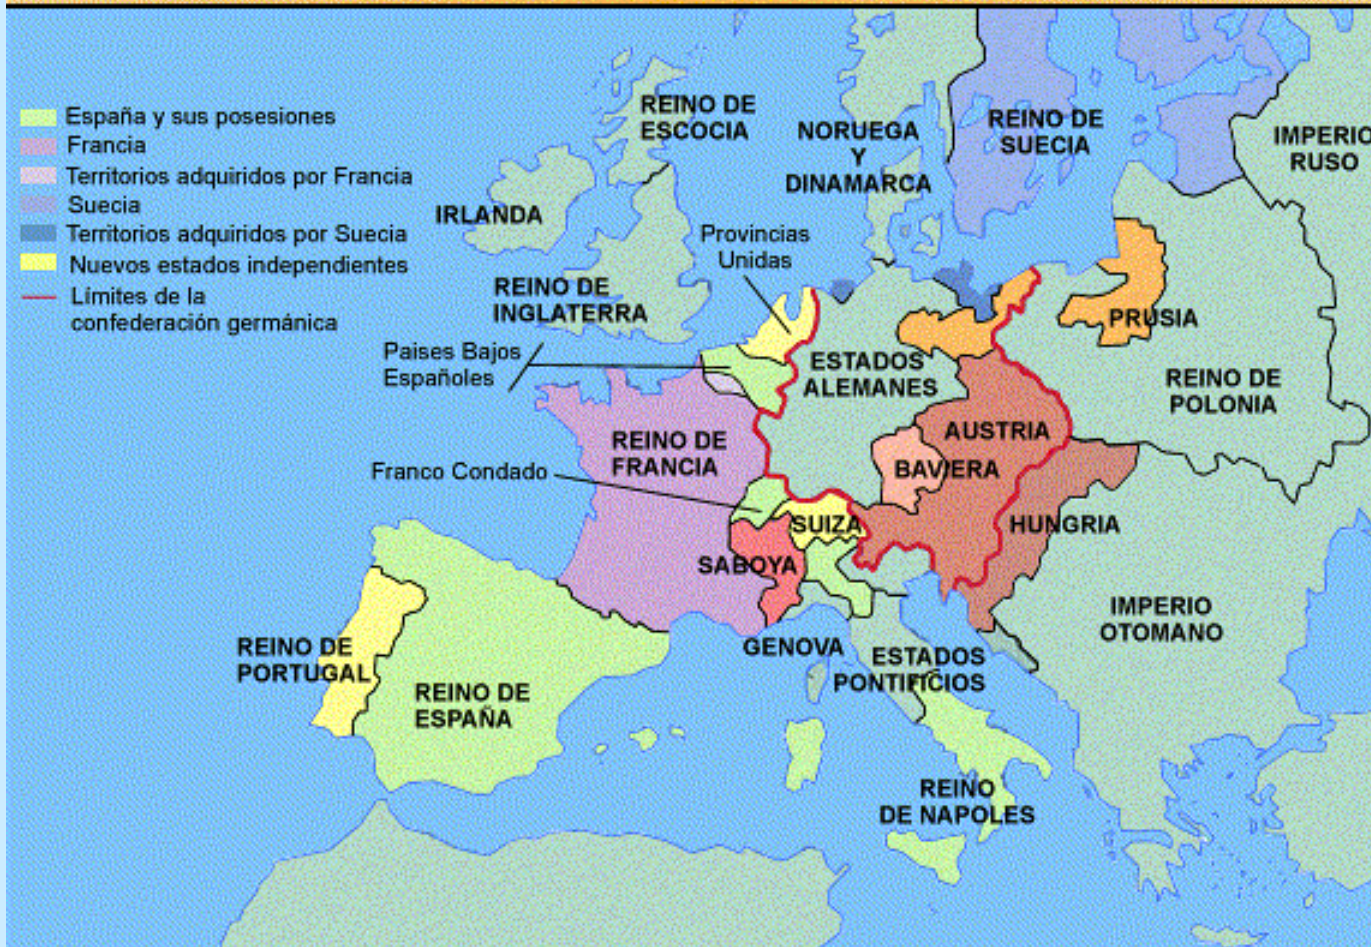 España y sus posesiones
Francia
Territorios adquiridos por Francia
Suecia
Territorios adquiridos por Suecia
Nuevos estados independientes
Límites de la
confederación germánica
REINO DE
ESCOCIA
NORUEGA
Y
DINAMARCA
REINO DE
SUECIA
IMPERIO
RUSO
IRLANDA
Provincias
Unidas
REINO DE
INGLATERRA
PRUSIA
Paises Bajos
Españoles
ESTADOS
ALEMANES
REINO DE
POLONIA
REINO DE
FRANCIA
AUSTRIA
BAVIERA
Franco Condado
SUIZA
HUNGRIA
SABOYA
IMPERIO
OTOMANO
REINO DE
PORTUGAL
GENOVA
ESTADOS
PONTIFICIOS
REINO DE
ESPAÑA
REINO
DE NAPOLES